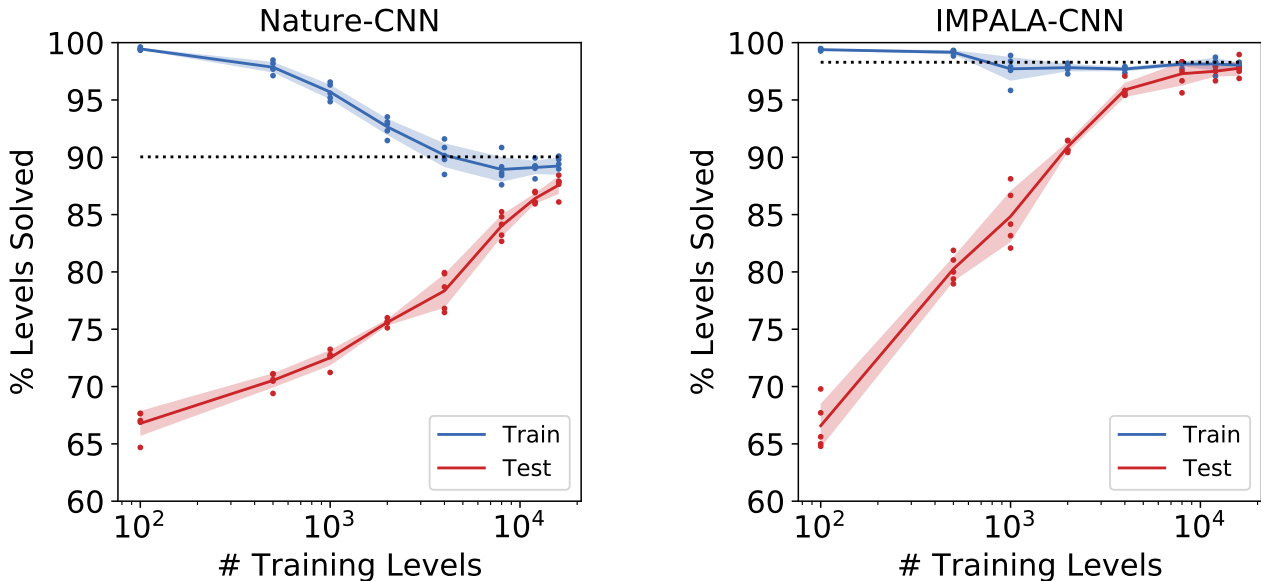 Nature-CNN
% Levels Solved
100
95
90
85
80
75
70
65
60
10²
10³
10⁴
# Training Levels
Train
Test
IMPALA-CNN
% Levels Solved
100
95
90
85
80
75
70
65
60
10²
10³
10⁴
# Training Levels
Train
Test